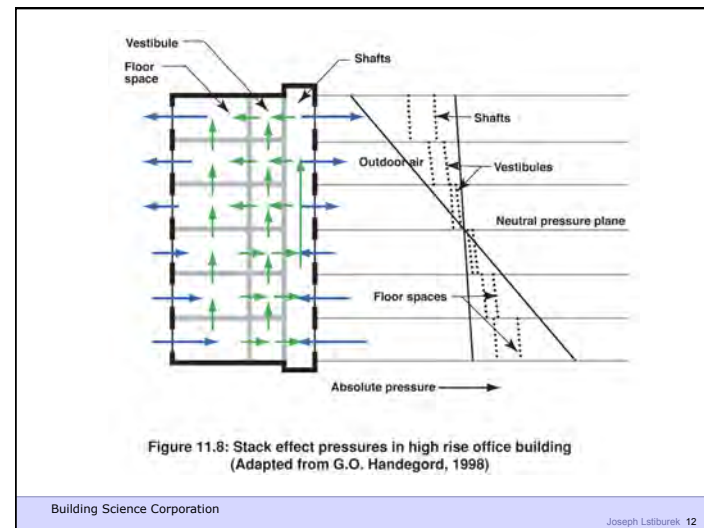 Vestibule
Floor
space
Shafts
Shafts
Outdoor air
Vestibules
Neutral pressure plane
Floor spaces
Absolute pressure
Figure 11.8: Stack effect pressures in high rise office building
(Adapted from G.O. Handegord, 1998)
Building Science Corporation
Joseph Lstiburek 12